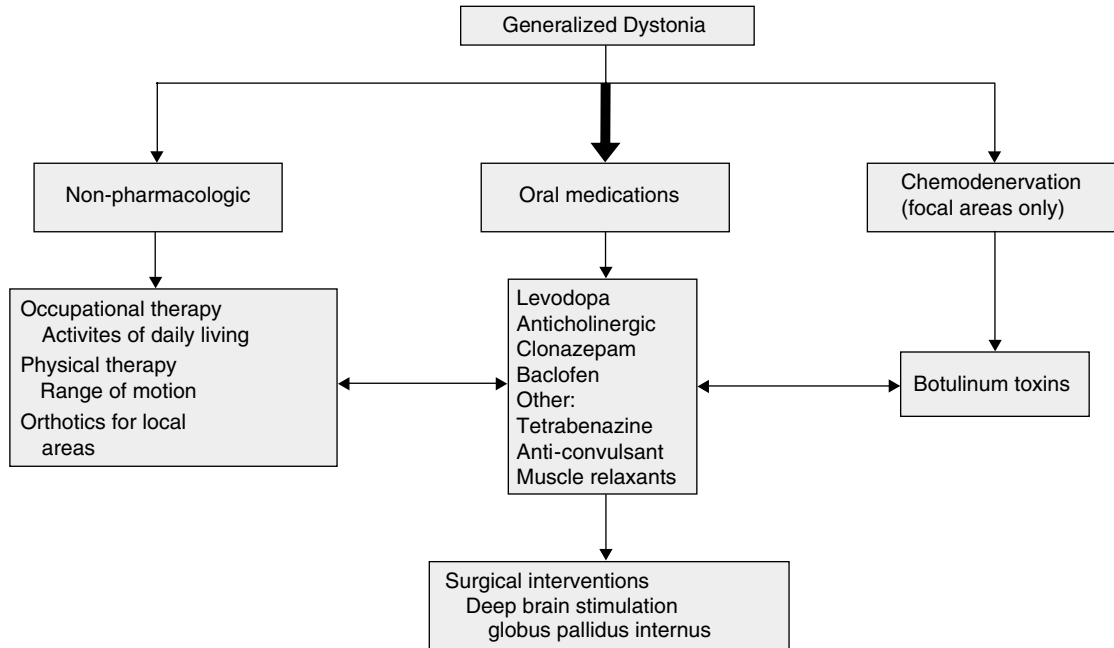 Generalized Dystonia
Non-pharmacologic
Oral medications
Chemodenervation
(focal areas only)
Occupational therapy
Activites of daily living
Physical therapy
Range of motion
Orthotics for local
areas
Levodopa
Anticholinergic
Clonazepam
Baclofen
Other:
Tetrabenazine
Anti-convulsant
Muscle relaxants
Botulinum toxins
Surgical interventions
Deep brain stimulation
globus pallidus internus